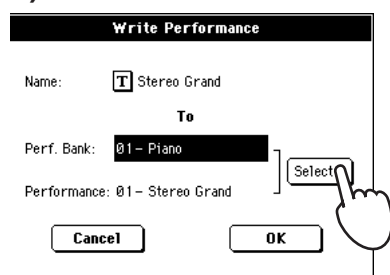 Write Performance
Name: T Stereo Grand
To
Perf. Bank: 01- Piano
Select
Performance: 01- Stereo Grand
Cancel OK